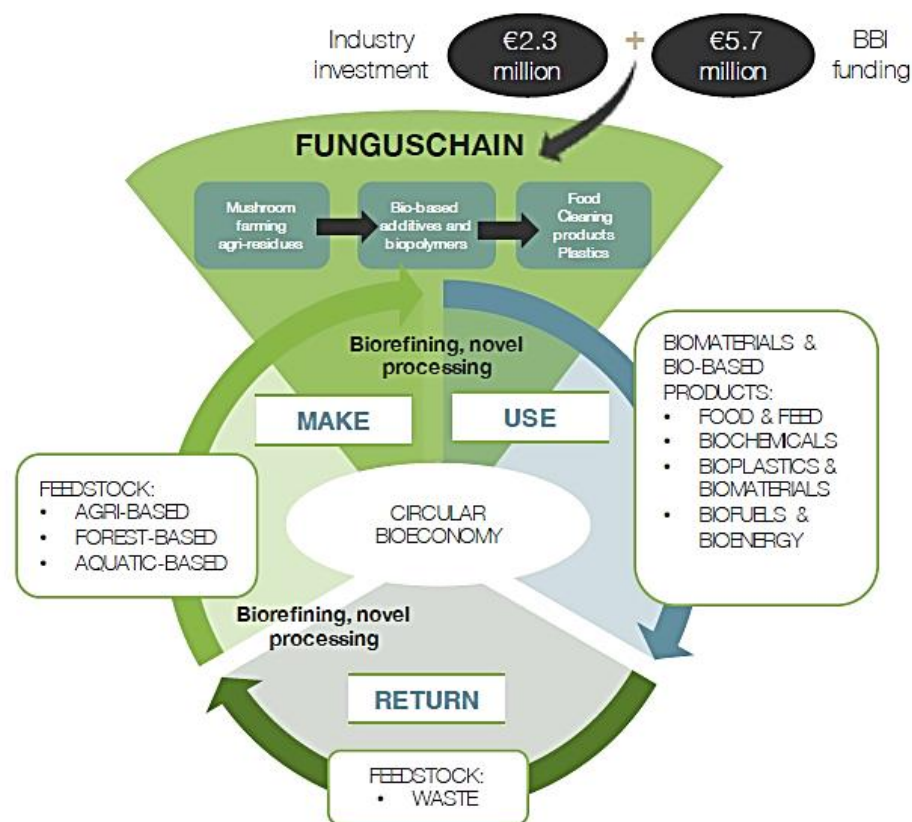 Industry
investment
€2.3
million
+
€5.7
million
BBI
funding
FUNGUSCHAIN
Mushroom
farming
agri-residues
Bio-based
additives and
biopolymers
Food
Cleaning
products
Plastics
Biorefining, novel
processing
MAKE
USE
BIOMATERIALS &
BIO-BASED
PRODUCTS:
• FOOD & FEED
• BIOCHEMICALS
• BIOPLASTICS &
BIOMATERIALS
• BIOFUELS &
BIOENERGY
FEEDSTOCK:
• AGRI-BASED
• FOREST-BASED
• AQUATIC-BASED
CIRCULAR
BIOECONOMY
Biorefining, novel
processing
RETURN
FEEDSTOCK:
• WASTE